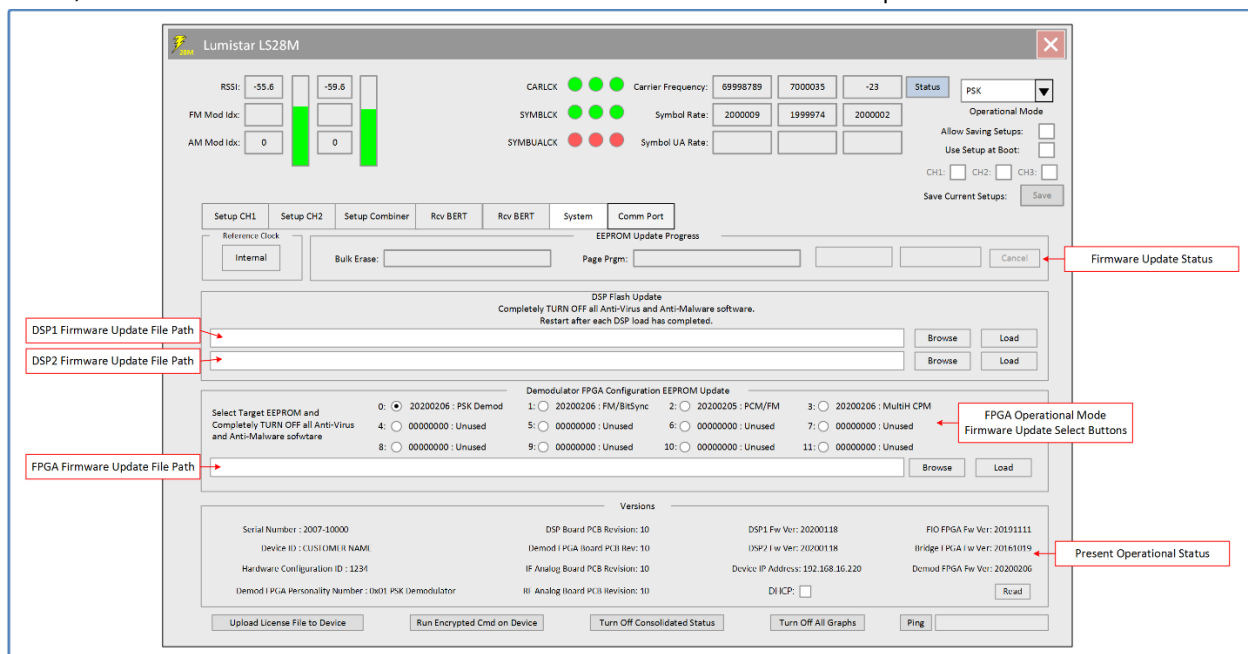 Lumistar LS28M
28M
RSSI: -55.6 -59.6 CARLCK Carrier Frequency: 69998789 7000035 -23 Status PSK
Operational Mode
FM Mod Idx: SYMBLCK Symbol Rate: 2000009 1999974 2000002
Allow Saving Setups:
AM Mod Idx: 0 0 SYMBUALCK Symbol UA Rate:
Use Setup at Boot:
CH1: CH2: CH3:
Save Current Setups: Save
Setup CH1 Setup CH2 Setup Combiner Rcv BERT Rcv BERT System Comm Port
Reference Clock EEPROM Update Progress
Internal Bulk Erase: Page Prgm: Cancel Firmware Update Status
DSP Flash Update
Completely TURN OFF all Anti-Virus and Anti-Malware software.
Restart after each DSP load has completed.
DSP1 Firmware Update File Path Browse Load
DSP2 Firmware Update File Path Browse Load
Demodulator FPGA Configuration EEPROM Update
Select Target EEPROM and
Completely TURN OFF all Anti-Virus
and Anti-Malware sofwtare
0: 20200206 : PSK Demod 1: 20200206 : FM/BitSync 2: 20200205 : PCM/FM 3: 20200206 : MultiH CPM
4: 00000000 : Unused 5: 00000000 : Unused 6: 00000000 : Unused 7: 00000000 : Unused
8: 00000000 : Unused 9: 00000000 : Unused 10: 00000000 : Unused 11: 00000000 : Unused
FPGA Operational Mode
Firmware Update Select Buttons
FPGA Firmware Update File Path Browse Load
Versions
Serial Number : 2007-10000 DSP Board PCB Revision: 10 DSP1 Fw Ver: 20200118 FIO FPGA Fw Ver: 20191111
Device ID : CUSTOMER NAME Demod FPGA Board PCB Rev: 10 DSP2 Fw Ver: 20200118 Bridge FPGA Fw Ver: 20161019 Present Operational Status
Hardware Configuration ID : 1234 IF Analog Board PCB Revision: 10 Device IP Address: 192.168.16.220 Demod FPGA Fw Ver: 20200206
Demod FPGA Personality Number : 0x01 PSK Demodulator RF Analog Board PCB Revision: 10 DHCP: Read
Upload License File to Device Run Encrypted Cmd on Device Turn Off Consolidated Status Turn Off All Graphs Ping